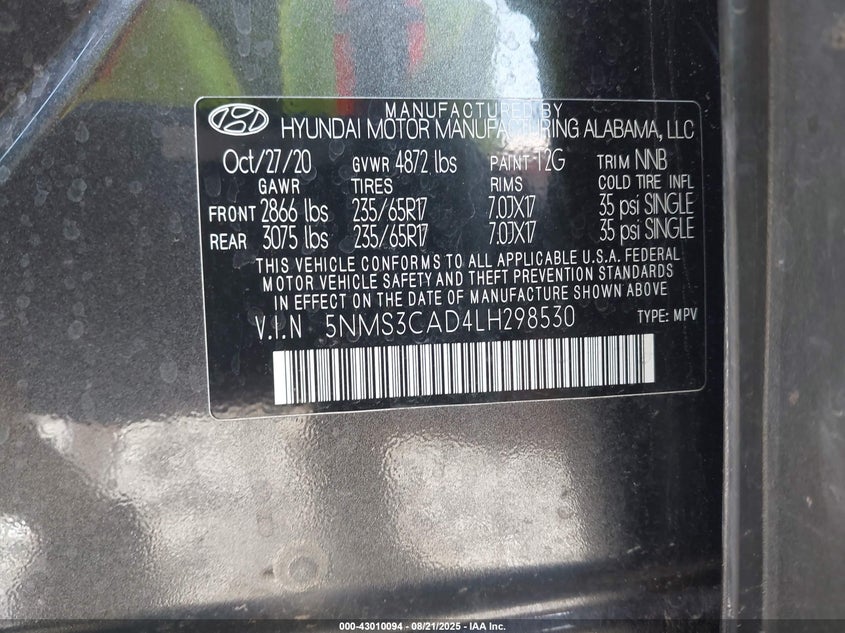 MANUFACTURED BY
HYUNDAI MOTOR MANUFACTURING ALABAMA, LLC
Oct/27/20 GVWR 4872 lbs PAINT T2G TRIM NNB
GAWR TIRES RIMS COLD TIRE INFL
FRONT 2866 lbs 235/65R17 7.0JX17 35 psi SINGLE
REAR 3075 lbs 235/65R17 7.0JX17 35 psi SINGLE
THIS VEHICLE CONFORMS TO ALL APPLICABLE U.S.A. FEDERAL
MOTOR VEHICLE SAFETY AND THEFT PREVENTION STANDARDS
IN EFFECT ON THE DATE OF MANUFACTURE SHOWN ABOVE
V.I.N 5NMS3CAD4LH298530 TYPE: MPV
000-43010094 - 08/21/2025 - IAA Inc.